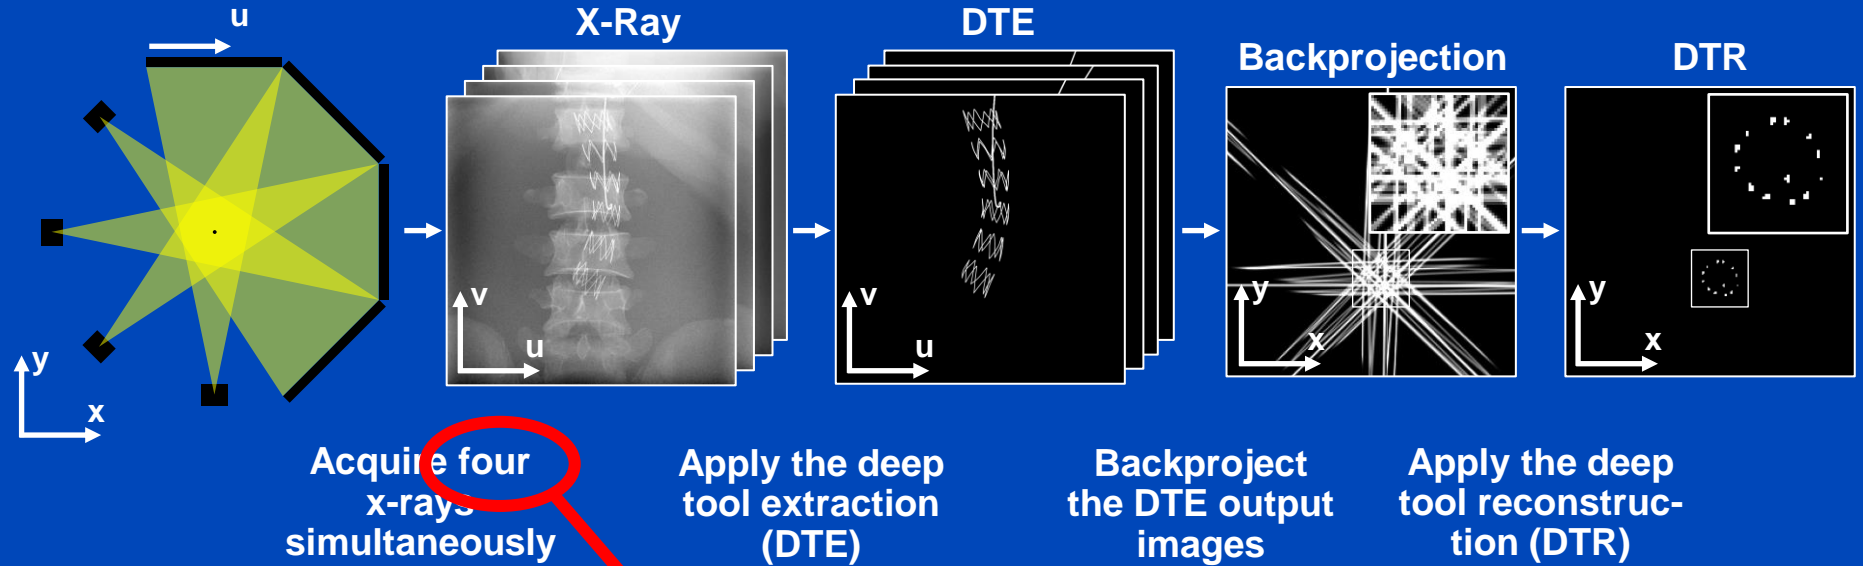 u
X-Ray
DTE
Backprojection
DTR
y
x
v
u
v
u
y
x
y
x
Acquire four
x-rays
simultaneously
Apply the deep
tool extraction
(DTE)
Backproject
the DTE output
images
Apply the deep
tool reconstruc-
tion (DTR)